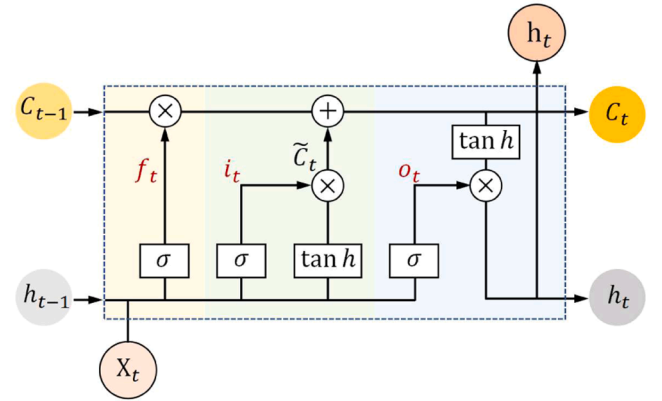 h_t
C_{t−1}
C_t
tan h
C̃_t
f_t
i_t
o_t
σ
σ
tan h
σ
h_{t−1}
h_t
X_t